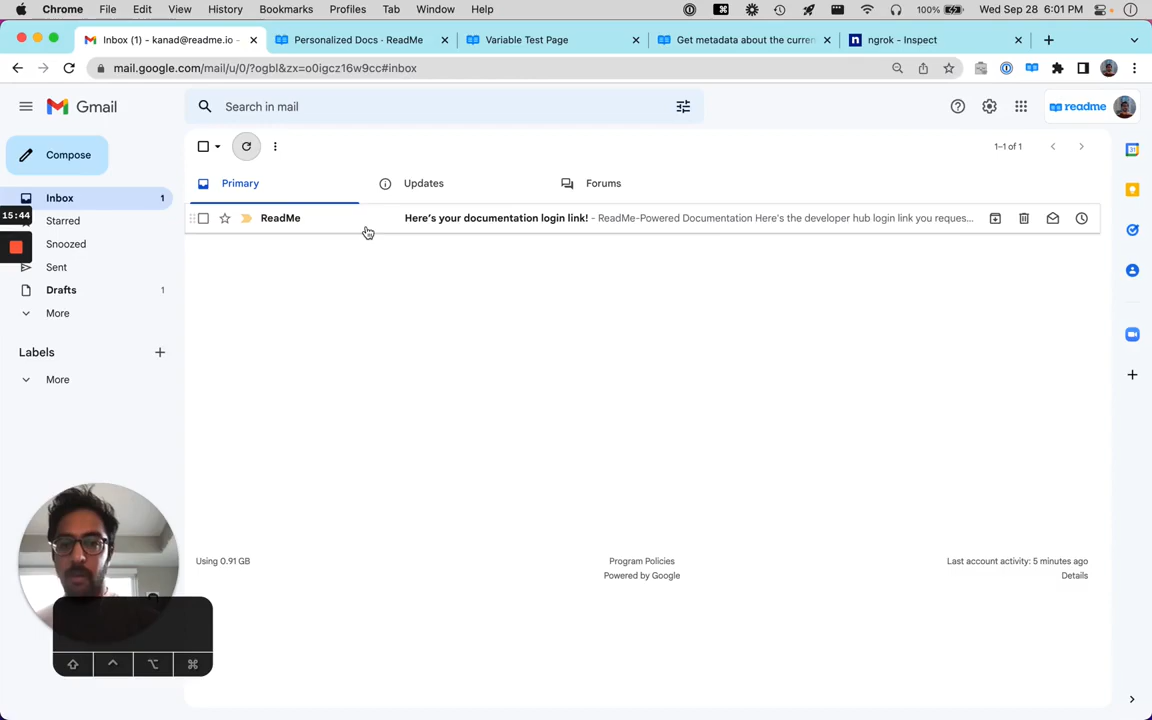 Chrome File Edit View History Bookmarks Profiles Tab Window Help 100% Wed Sep 28 6:01 PM
Inbox (1) - kanad@readme.io - Personalized Docs · ReadMe Variable Test Page Get metadata about the curren ngrok - Inspect
mail.google.com/mail/u/0/?ogbl&zx=o0igcz16w9cc#inbox
Gmail Search in mail readme
Compose 1–1 of 1
Primary Updates Forums
Inbox 1
15:44
Starred
ReadMe Here's your documentation login link! - ReadMe-Powered Documentation Here's the developer hub login link you reques...
Snoozed
Sent
Drafts 1
More
Labels
More
Using 0.91 GB Program Policies Last account activity: 5 minutes ago
Powered by Google Details